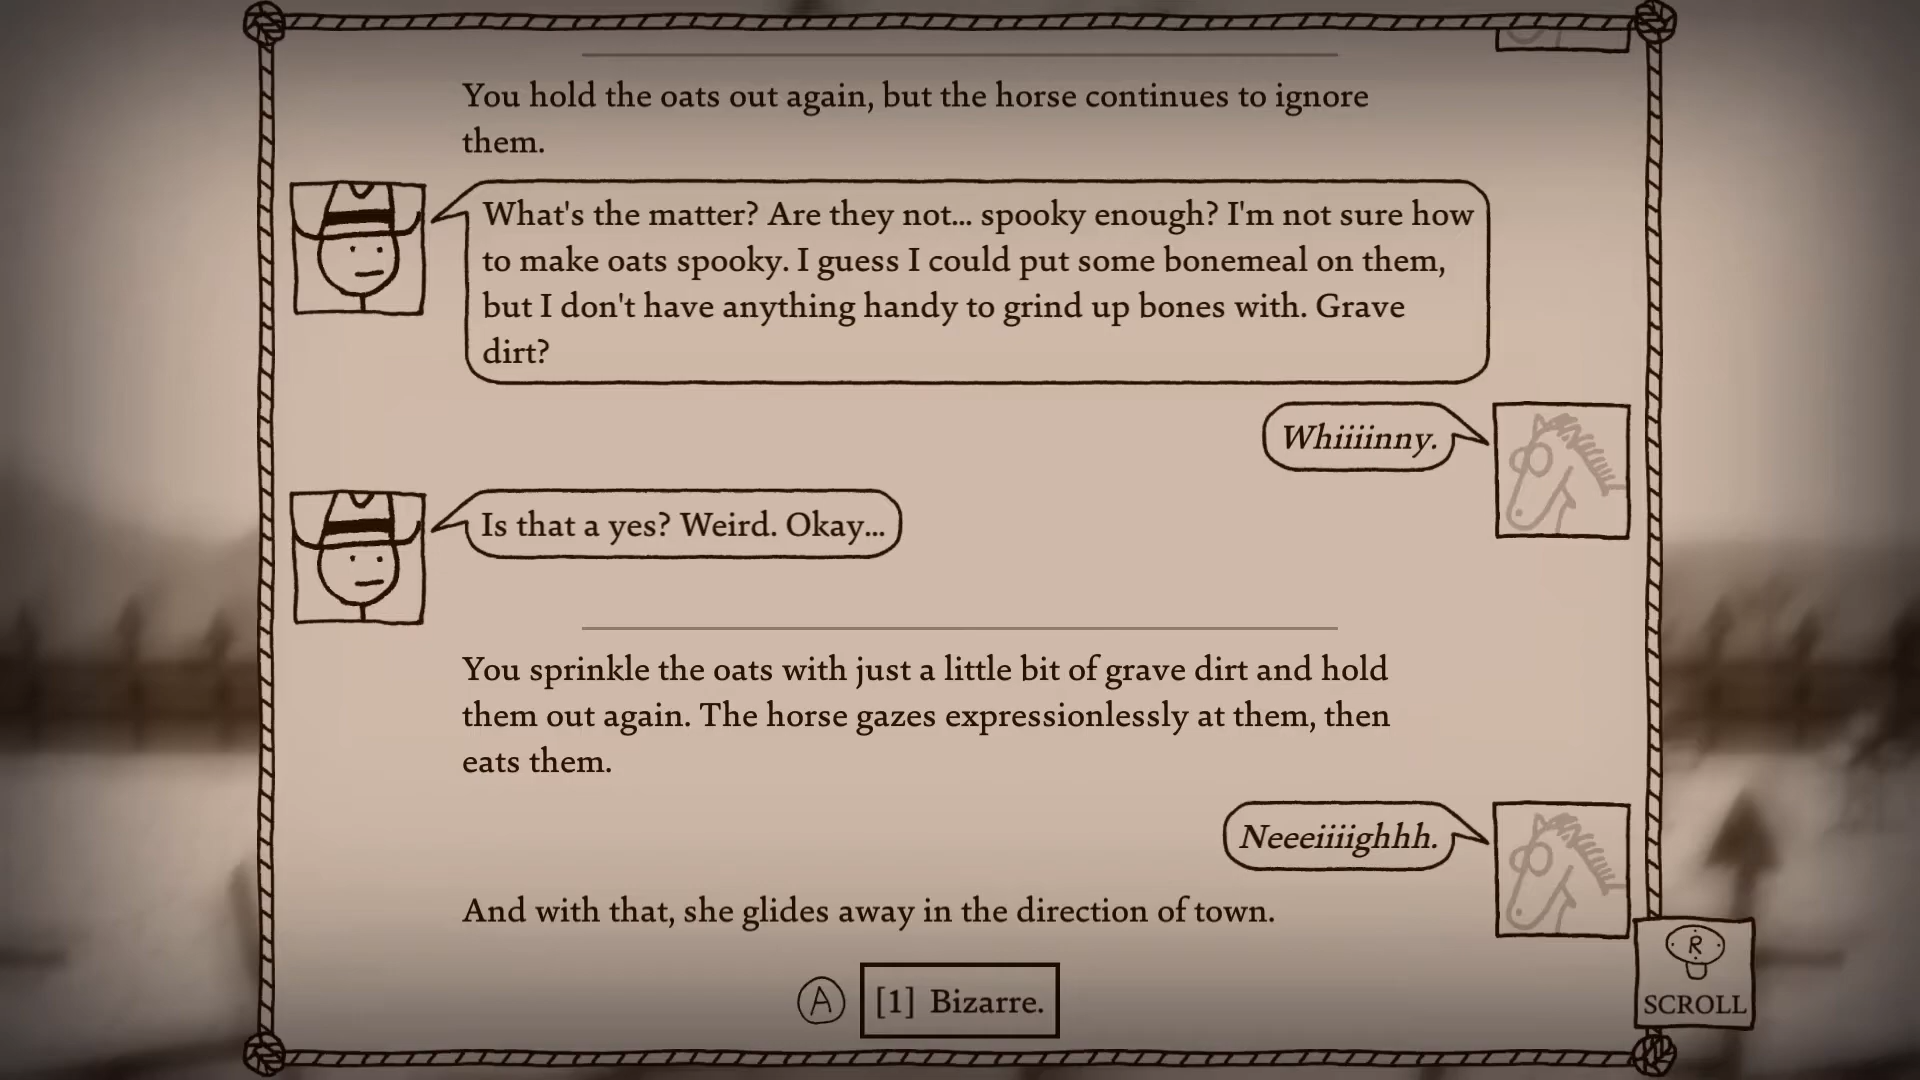 You hold the oats out again, but the horse continues to ignore
them.
What's the matter? Are they not... spooky enough? I'm not sure how
to make oats spooky. I guess I could put some bonemeal on them,
but I don't have anything handy to grind up bones with. Grave
dirt?
Whiiiinny.
Is that a yes? Weird. Okay...
You sprinkle the oats with just a little bit of grave dirt and hold
them out again. The horse gazes expressionlessly at them, then
eats them.
Neeeiiiighhh.
And with that, she glides away in the direction of town.
A [1] Bizarre.
R
SCROLL